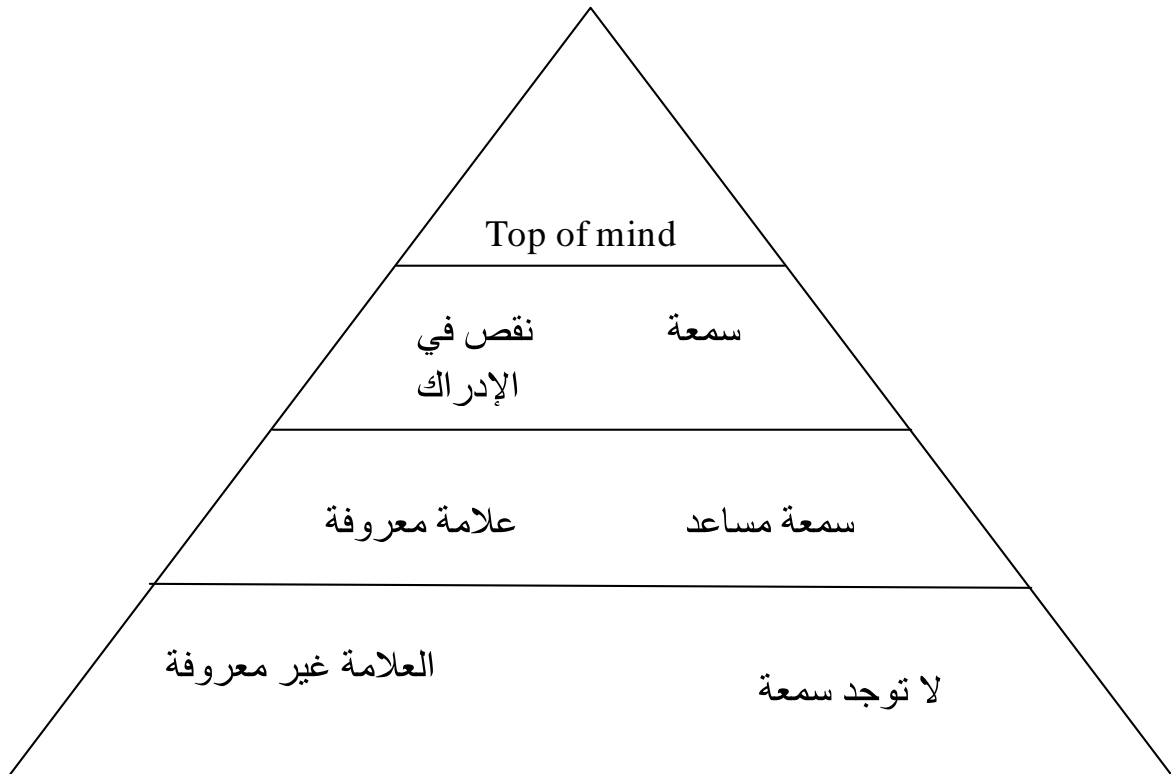 Top of mind
سمعة
نقص في
الإدراك
سمعة مساعد
علامة معروفة
العلامة غير معروفة
لا توجد سمعة